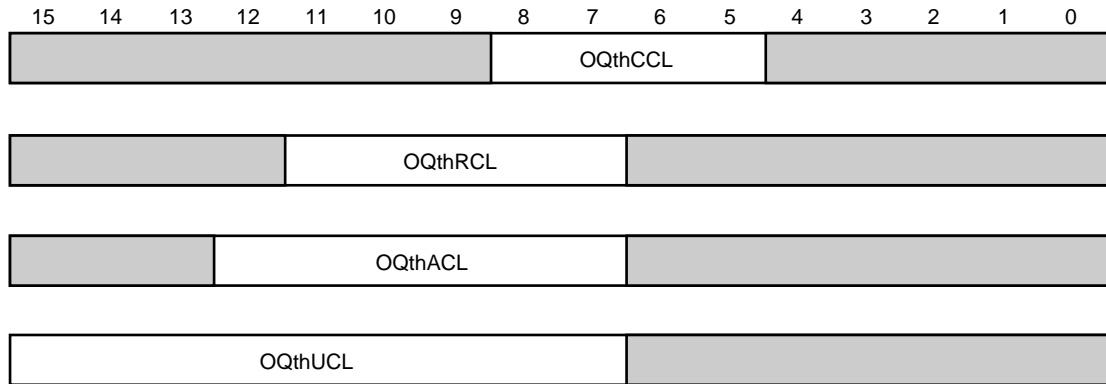 15 14 13 12 11 10 9 8 7 6 5 4 3 2 1 0
OQthCCL
OQthRCL
OQthACL
OQthUCL